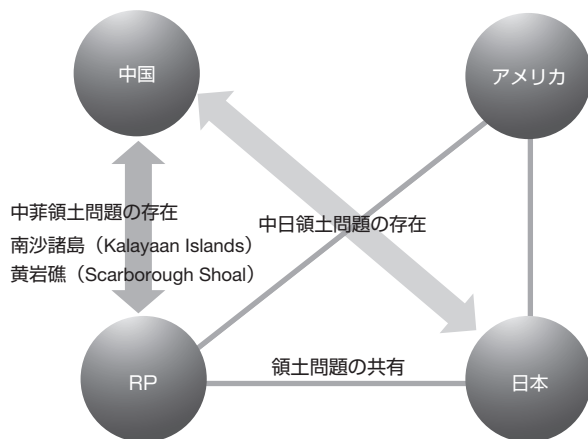 中国
アメリカ
中菲領土問題の存在
南沙諸島（Kalayaan Islands）
黄岩礁（Scarborough Shoal）
中日領土問題の存在
RP
領土問題の共有
日本